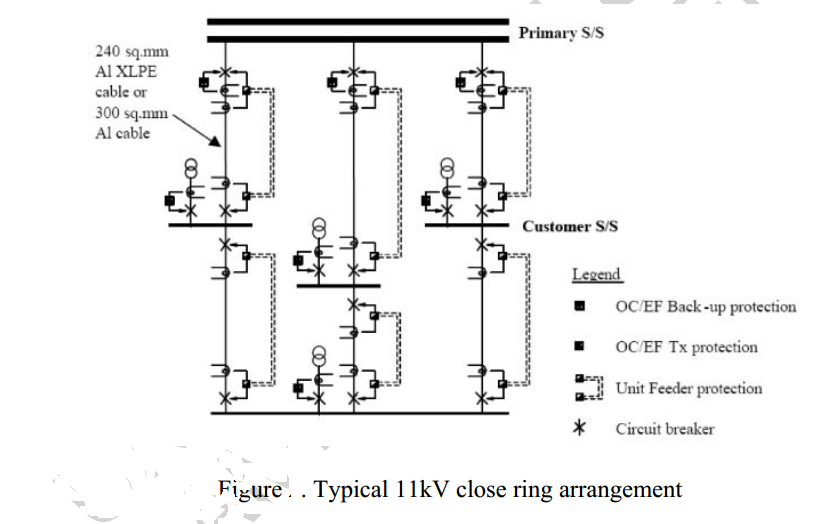 Primary S/S
240 sq.mm
Al XLPE
cable or
300 sq.mm
Al cable
Customer S/S
Legend
OC/EF Back-up protection
OC/EF Tx protection
Unit Feeder protection
Circuit breaker
Figure . . Typical 11kV close ring arrangement